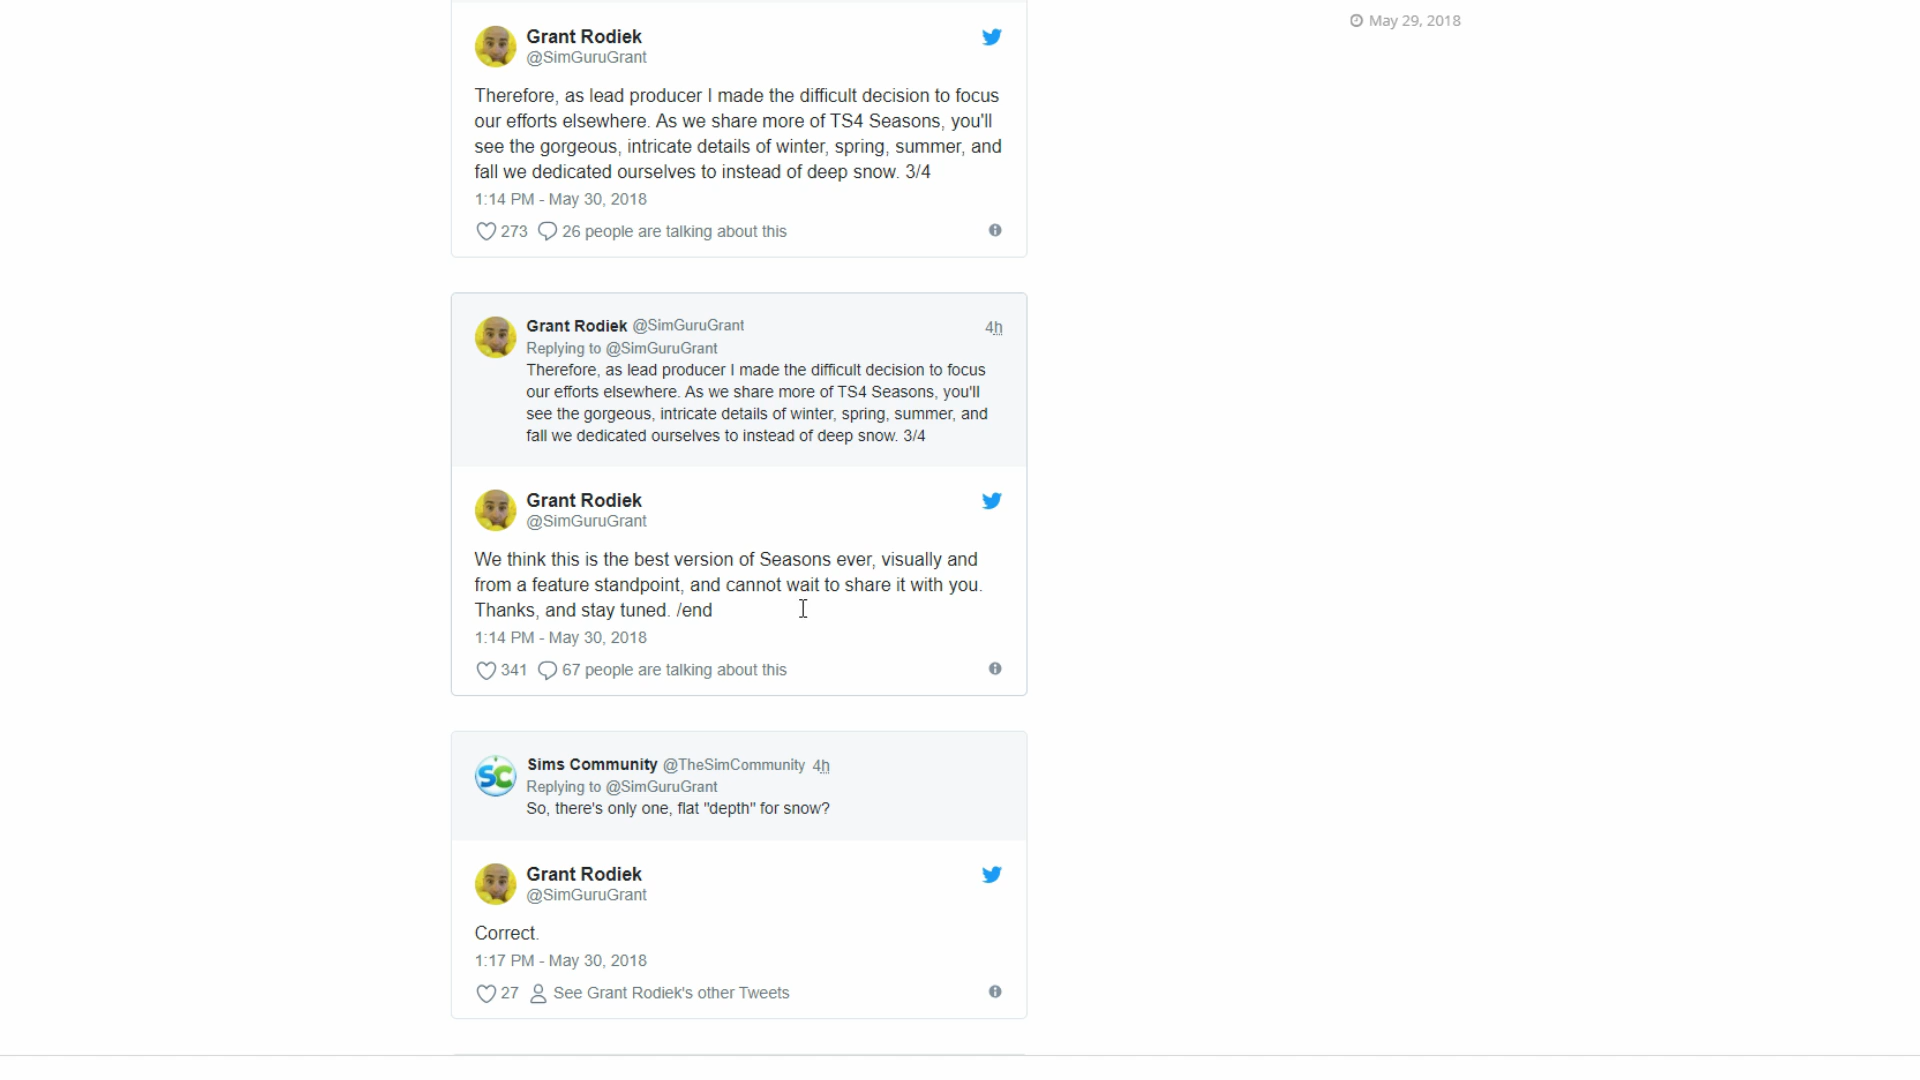 May 29, 2018
Grant Rodiek
@SimGuruGrant
Therefore, as lead producer I made the difficult decision to focus
our efforts elsewhere. As we share more of TS4 Seasons, you'll
see the gorgeous, intricate details of winter, spring, summer, and
fall we dedicated ourselves to instead of deep snow. 3/4
1:14 PM - May 30, 2018
273 26 people are talking about this
Grant Rodiek @SimGuruGrant 4h
Replying to @SimGuruGrant
Therefore, as lead producer I made the difficult decision to focus
our efforts elsewhere. As we share more of TS4 Seasons, you'll
see the gorgeous, intricate details of winter, spring, summer, and
fall we dedicated ourselves to instead of deep snow. 3/4
Grant Rodiek
@SimGuruGrant
We think this is the best version of Seasons ever, visually and
from a feature standpoint, and cannot wait to share it with you.
Thanks, and stay tuned. /end
1:14 PM - May 30, 2018
341 67 people are talking about this
SC
Sims Community @TheSimCommunity 4h
Replying to @SimGuruGrant
So, there's only one, flat "depth" for snow?
Grant Rodiek
@SimGuruGrant
Correct.
1:17 PM - May 30, 2018
27 See Grant Rodiek's other Tweets